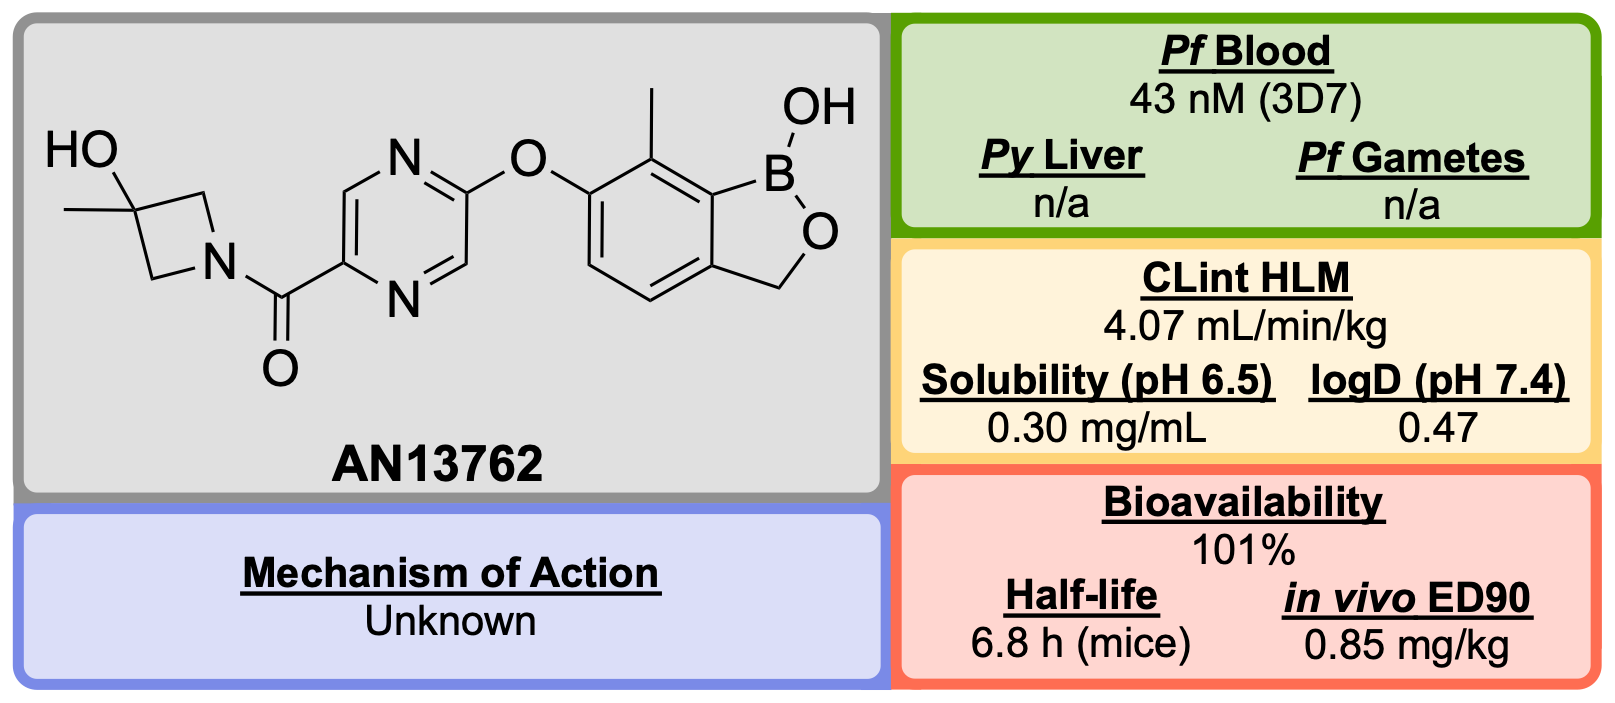 HO
N
O
N
N
O
OH
B
O
AN13762
Mechanism of Action
Unknown
Pf Blood
43 nM (3D7)
Py Liver
n/a
Pf Gametes
n/a
CLint HLM
4.07 mL/min/kg
Solubility (pH 6.5)
0.30 mg/mL
logD (pH 7.4)
0.47
Bioavailability
101%
Half-life
6.8 h (mice)
in vivo ED90
0.85 mg/kg